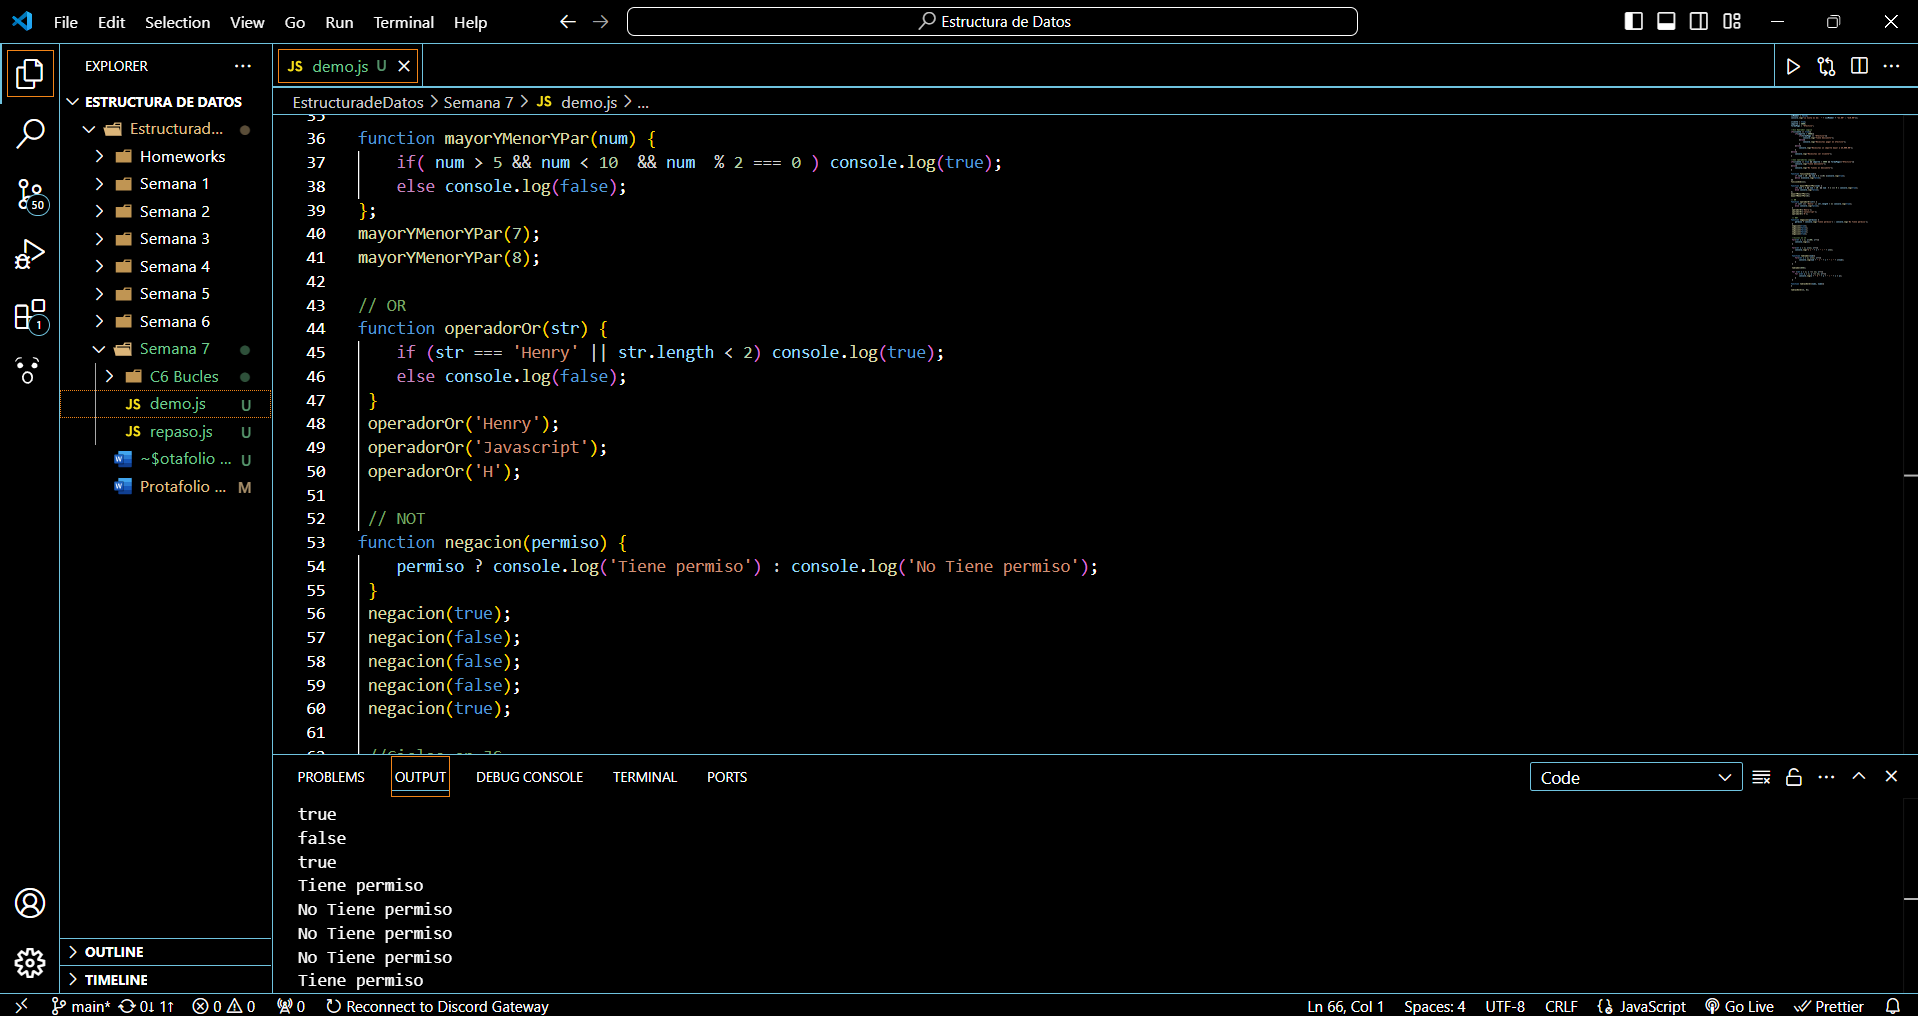 File Edit Selection View Go Run Terminal Help
Estructura de Datos
EXPLORER
ESTRUCTURA DE DATOS
Estructurad...
Homeworks
Semana 1
Semana 2
50
Semana 3
Semana 4
Semana 5
Semana 6
1
Semana 7
C6 Bucles
JS demo.js U
JS repaso.js U
~$otafolio ... U
Protafolio ... M
OUTLINE
TIMELINE
JS demo.js U
EstructuradeDatos > Semana 7 > JS demo.js > ...
35
36 function mayorYMenorYPar(num) {
37 if( num > 5 && num < 10  && num  % 2 === 0 ) console.log(true);
38 else console.log(false);
39 };
40 mayorYMenorYPar(7);
41 mayorYMenorYPar(8);
42
43 // OR
44 function operadorOr(str) {
45 if (str === 'Henry' || str.length < 2) console.log(true);
46 else console.log(false);
47 }
48 operadorOr('Henry');
49 operadorOr('Javascript');
50 operadorOr('H');
51
52 // NOT
53 function negacion(permiso) {
54 permiso ? console.log('Tiene permiso') : console.log('No Tiene permiso');
55 }
56 negacion(true);
57 negacion(false);
58 negacion(false);
59 negacion(false);
60 negacion(true);
61
62 //Ciclos en JS
PROBLEMS OUTPUT DEBUG CONSOLE TERMINAL PORTS
Code
true
false
true
Tiene permiso
No Tiene permiso
No Tiene permiso
No Tiene permiso
Tiene permiso
main* 0↓ 1↑ 0 0 0 Reconnect to Discord Gateway Ln 66, Col 1 Spaces: 4 UTF-8 CRLF {} JavaScript Go Live Prettier